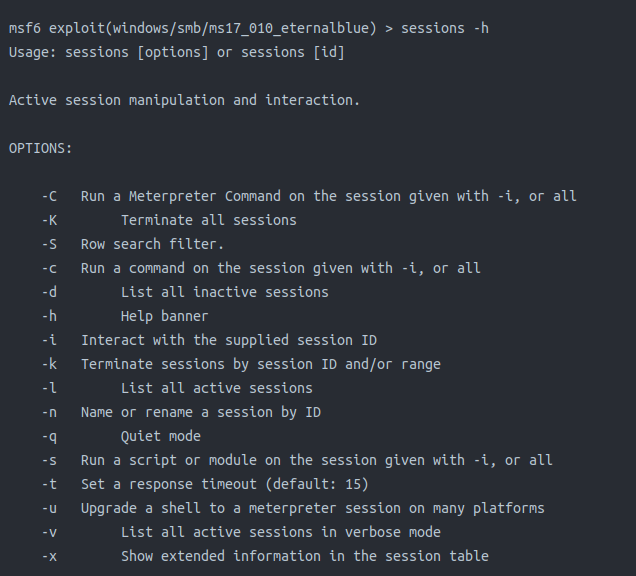 msf6 exploit(windows/smb/ms17_010_eternalblue) > sessions -h
Usage: sessions [options] or sessions [id]
Active session manipulation and interaction.
OPTIONS:
-C Run a Meterpreter Command on the session given with -i, or all
-K Terminate all sessions
-S Row search filter.
-c Run a command on the session given with -i, or all
-d List all inactive sessions
-h Help banner
-i Interact with the supplied session ID
-k Terminate sessions by session ID and/or range
-l List all active sessions
-n Name or rename a session by ID
-q Quiet mode
-s Run a script or module on the session given with -i, or all
-t Set a response timeout (default: 15)
-u Upgrade a shell to a meterpreter session on many platforms
-v List all active sessions in verbose mode
-x Show extended information in the session table